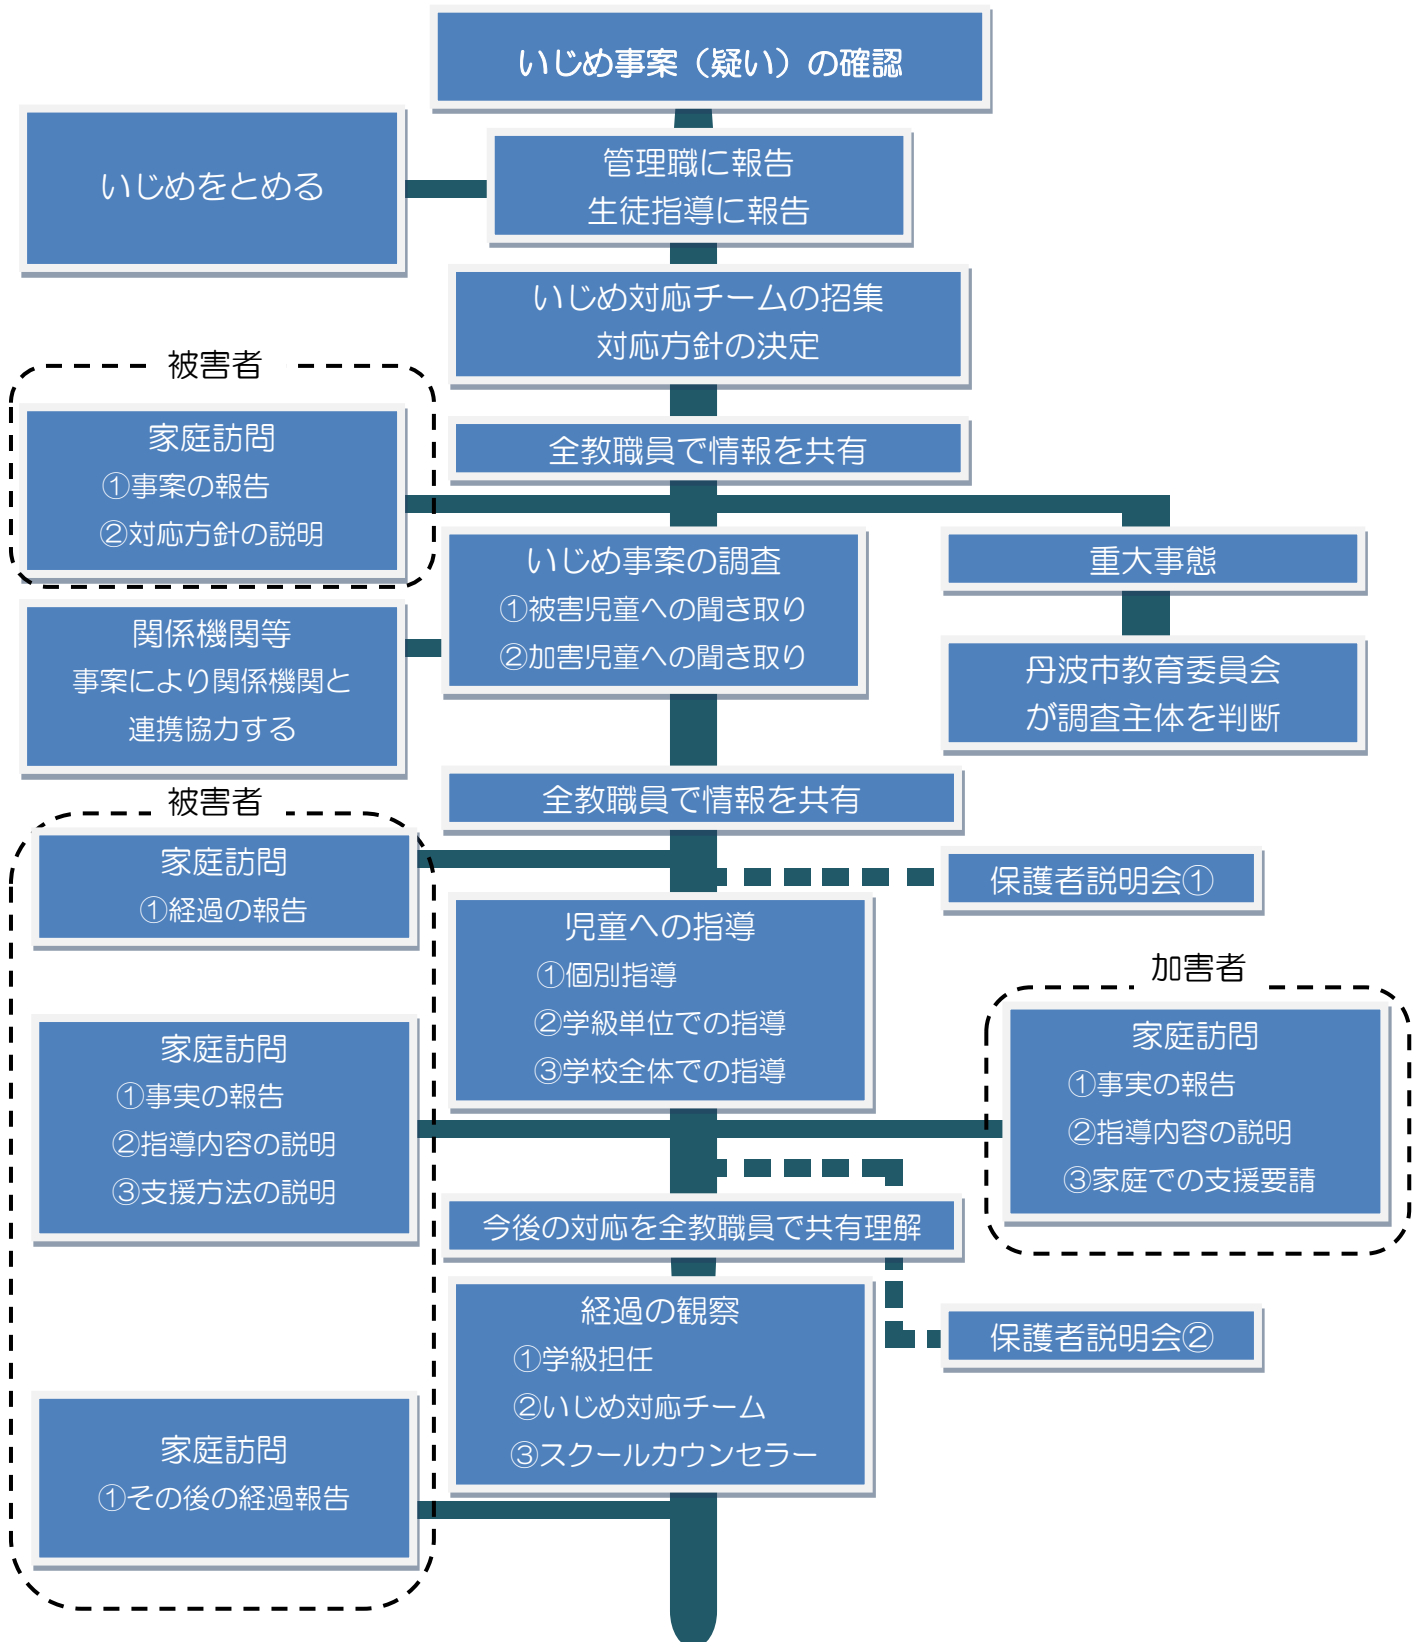 いじめ事案（疑い）の確認
いじめをとめる
管理職に報告
生徒指導に報告
いじめ対応チームの招集
対応方針の決定
被害者
家庭訪問
①事案の報告
②対応方針の説明
全教職員で情報を共有
いじめ事案の調査
①被害児童への聞き取り
②加害児童への聞き取り
重大事態
丹波市教育委員会
が調査主体を判断
関係機関等
事案により関係機関と
連携協力する
全教職員で情報を共有
被害者
家庭訪問
①経過の報告
保護者説明会①
児童への指導
①個別指導
②学級単位での指導
③学校全体での指導
加害者
家庭訪問
①事実の報告
②指導内容の説明
③家庭での支援要請
家庭訪問
①事実の報告
②指導内容の説明
③支援方法の説明
今後の対応を全教職員で共有理解
経過の観察
①学級担任
②いじめ対応チーム
③スクールカウンセラー
保護者説明会②
家庭訪問
①その後の経過報告